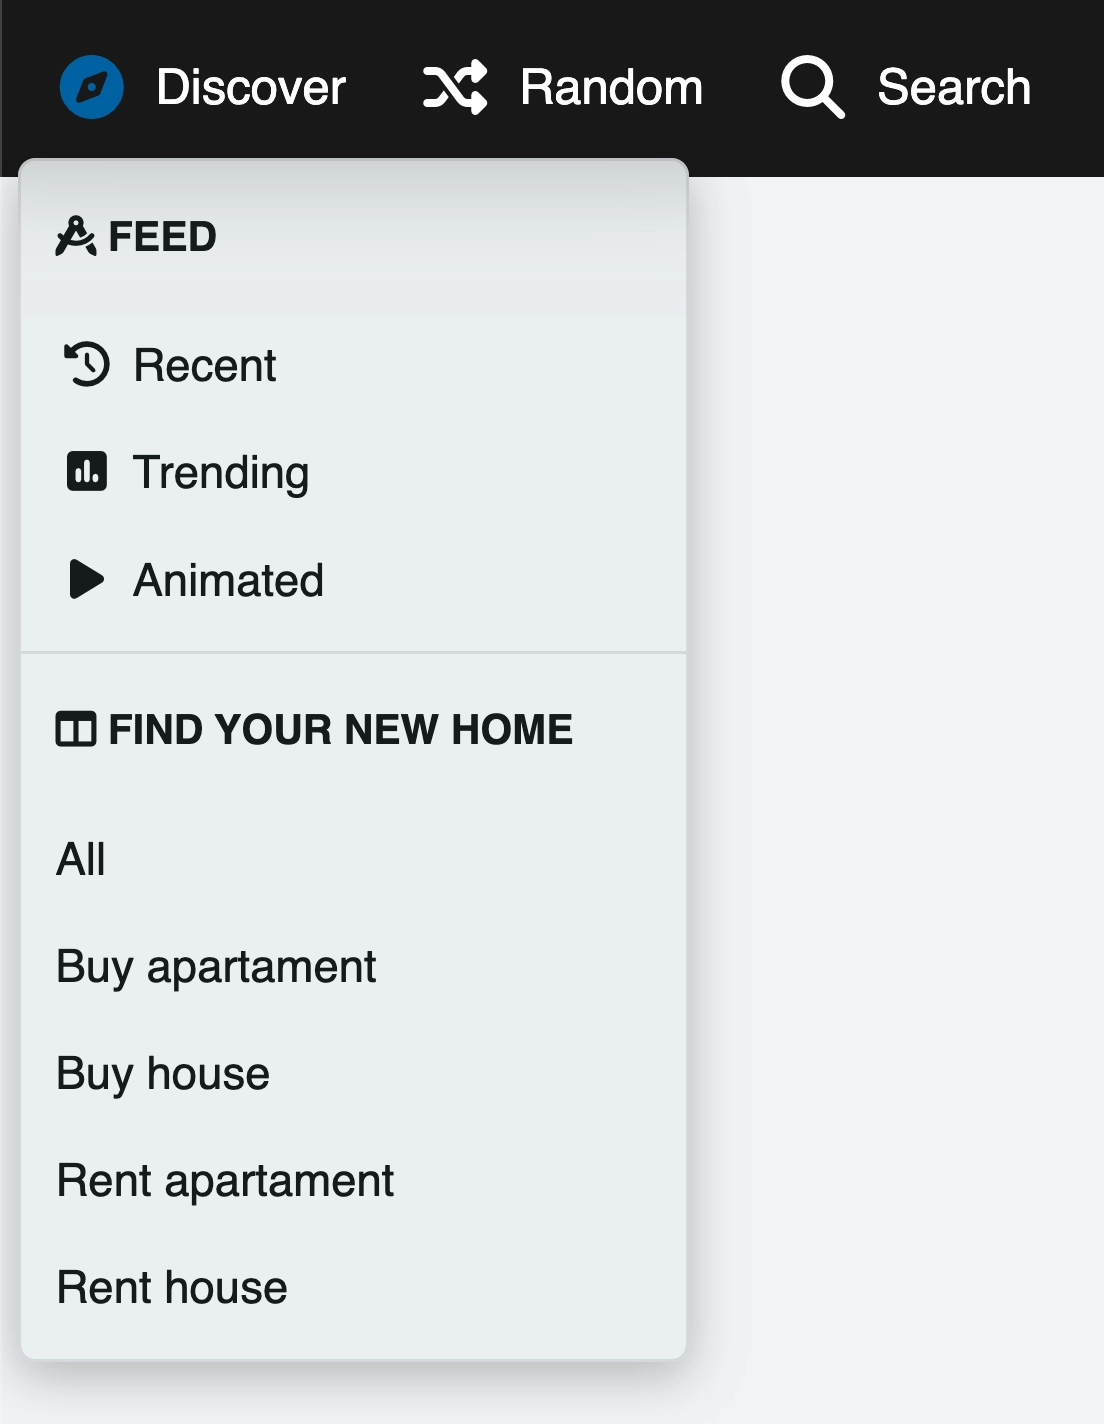 Discover Random Search
FEED
Recent
Trending
Animated
FIND YOUR NEW HOME
All
Buy apartament
Buy house
Rent apartament
Rent house